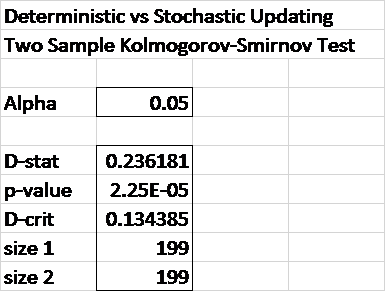 Deterministic vs Stochastic Updating
Two Sample Kolmogorov-Smirnov Test
Alpha 0.05
D-stat 0.236181
p-value 2.25E-05
D-crit 0.134385
size 1 199
size 2 199